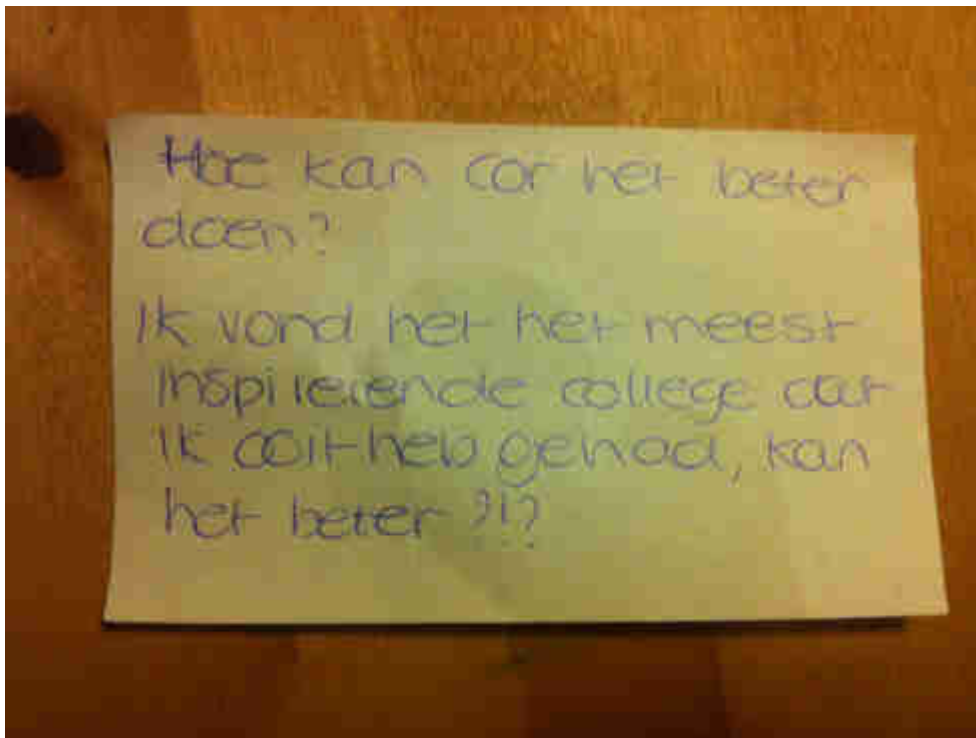 Hoe kan Cor het beter
doen?
Ik vond het het meest
inspirerende college dat
ik ooit heb gehad, kan
het beter?!?